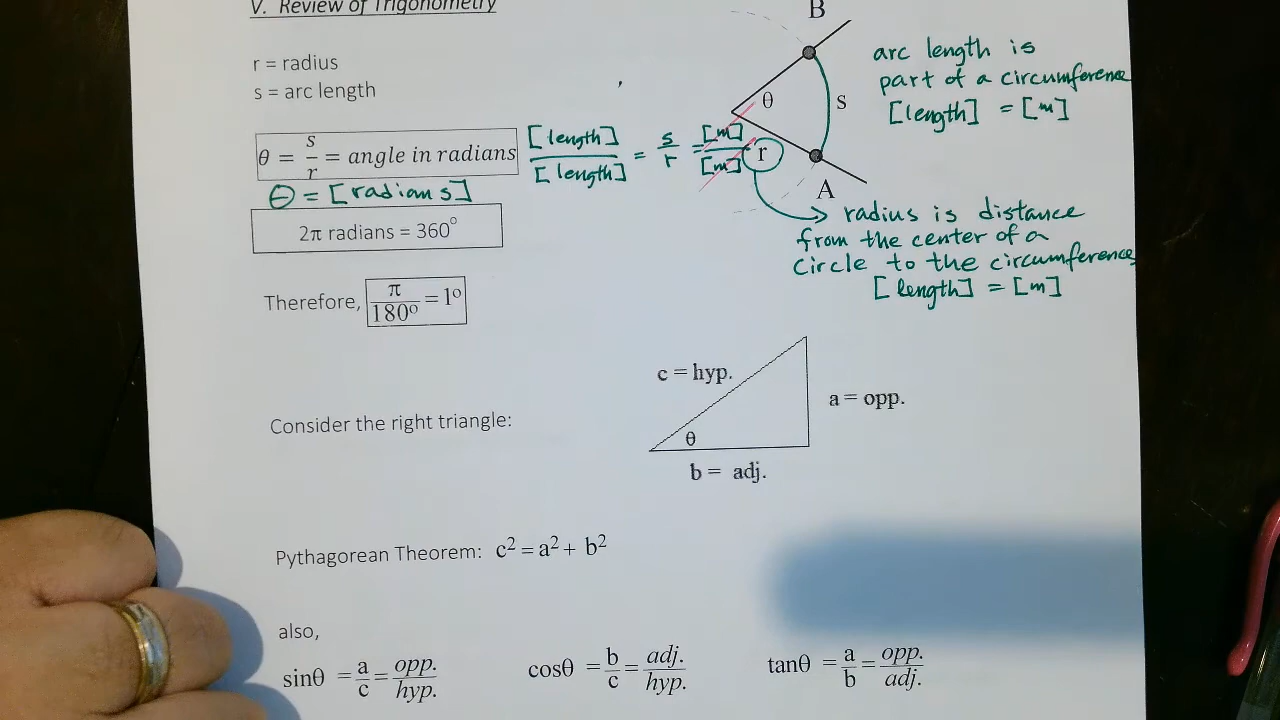 V. Review of Trigonometry
r = radius
s = arc length
θ = s/r = angle in radians
[length]/[length] = s/r = [m]/[m]
θ = [radians]
2π radians = 360°
Therefore, π/180° = 1°
B
θ
s
r
A
arc length is
part of a circumference
[length] = [m]
radius is distance
from the center of a
circle to the circumference
[length] = [m]
Consider the right triangle:
c = hyp.
a = opp.
θ
b = adj.
Pythagorean Theorem: c² = a² + b²
also,
sinθ = a/c = opp./hyp.
cosθ = b/c = adj./hyp.
tanθ = a/b = opp./adj.